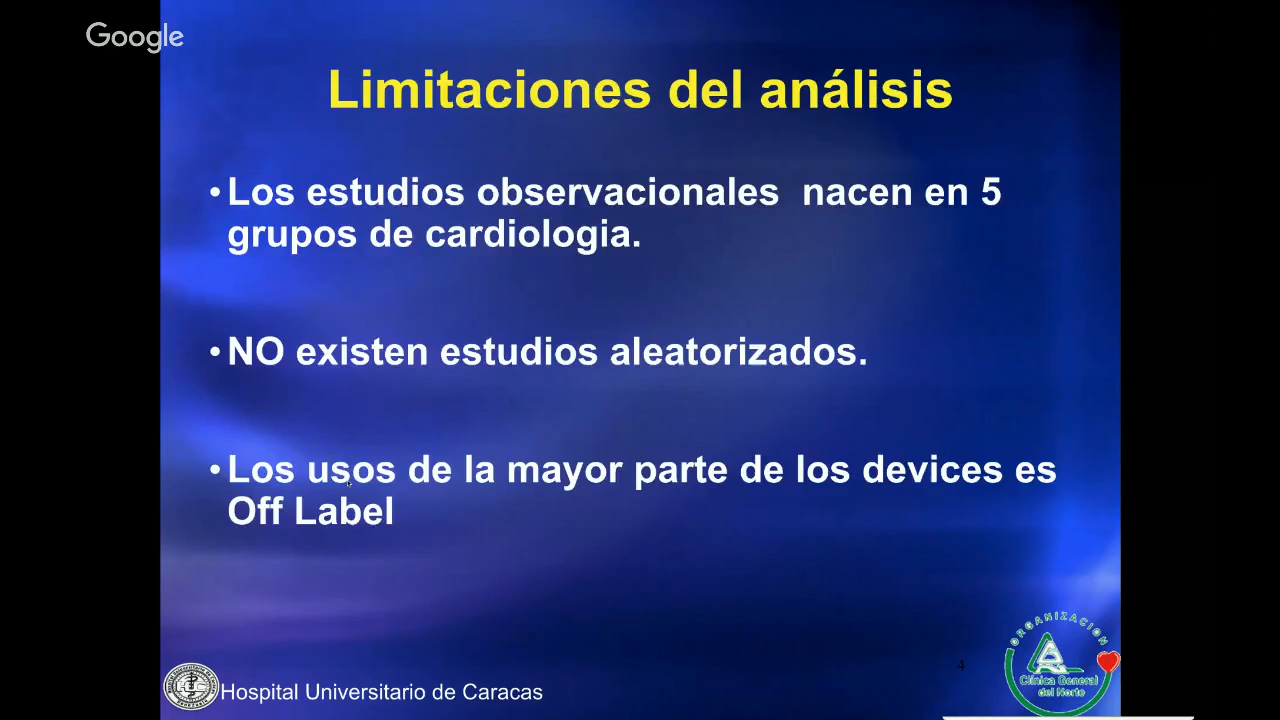 Google
Limitaciones del análisis
• Los estudios observacionales nacen en 5
grupos de cardiologia.
• NO existen estudios aleatorizados.
• Los usos de la mayor parte de los devices es
Off Label
4
ORGANIZACION
Clínica General
del Norte
Hospital Universitario de Caracas